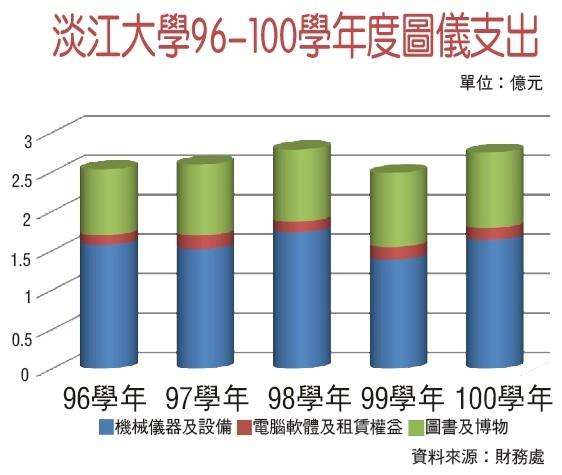 淡江大學96-100學年度圖儀支出
單位：億元
3
2.5
2
1.5
1
0.5
0
96學年 97學年 98學年 99學年 100學年
機械儀器及設備 電腦軟體及租賃權益 圖書及博物
資料來源：財務處